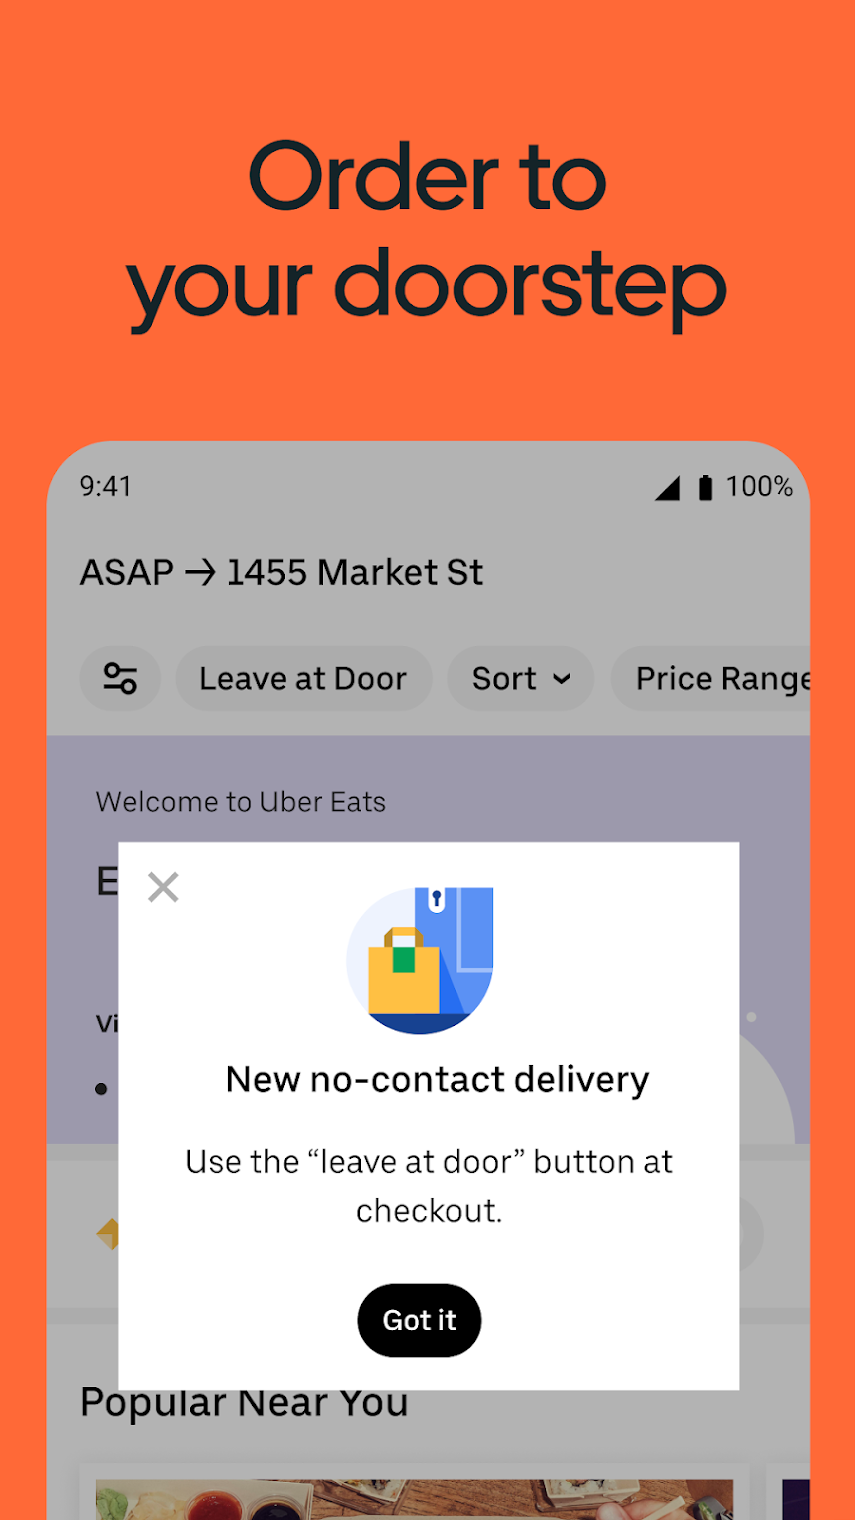 Order to
your doorstep
9:41 100%
ASAP → 1455 Market St
Leave at Door Sort Price Range
Welcome to Uber Eats
New no-contact delivery
Use the “leave at door” button at
checkout.
Got it
Popular Near You